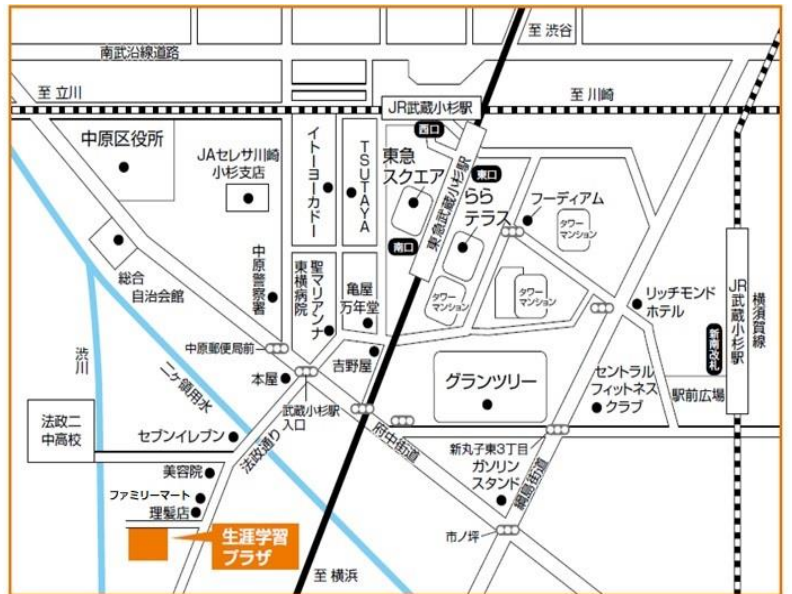 至 渋谷
南武沿線道路
至 立川
JR武蔵小杉駅
至 川崎
西口
中原区役所
JAセレサ川崎
小杉支店
イトーヨーカドー
TSUTAYA
東急
スクエア
東急武蔵小杉駅
東口
らら
テラス
フーディアム
タワー
マンション
南口
総合
自治会館
中原警察署
聖マリアンナ
東横病院
亀屋
万年堂
タワー
マンション
タワー
マンション
リッチモンド
ホテル
JR武蔵小杉駅
横須賀線
新南改札
中原郵便局前
渋川
二ヶ領用水
本屋
吉野屋
グランツリー
セントラル
フィットネス
クラブ
駅前広場
武蔵小杉駅
入口
法政二
中高校
セブンイレブン
法政通り
府中街道
新丸子東3丁目
ガソリン
スタンド
綱島街道
美容院
ファミリーマート
理髪店
生涯学習
プラザ
市ノ坪
至 横浜